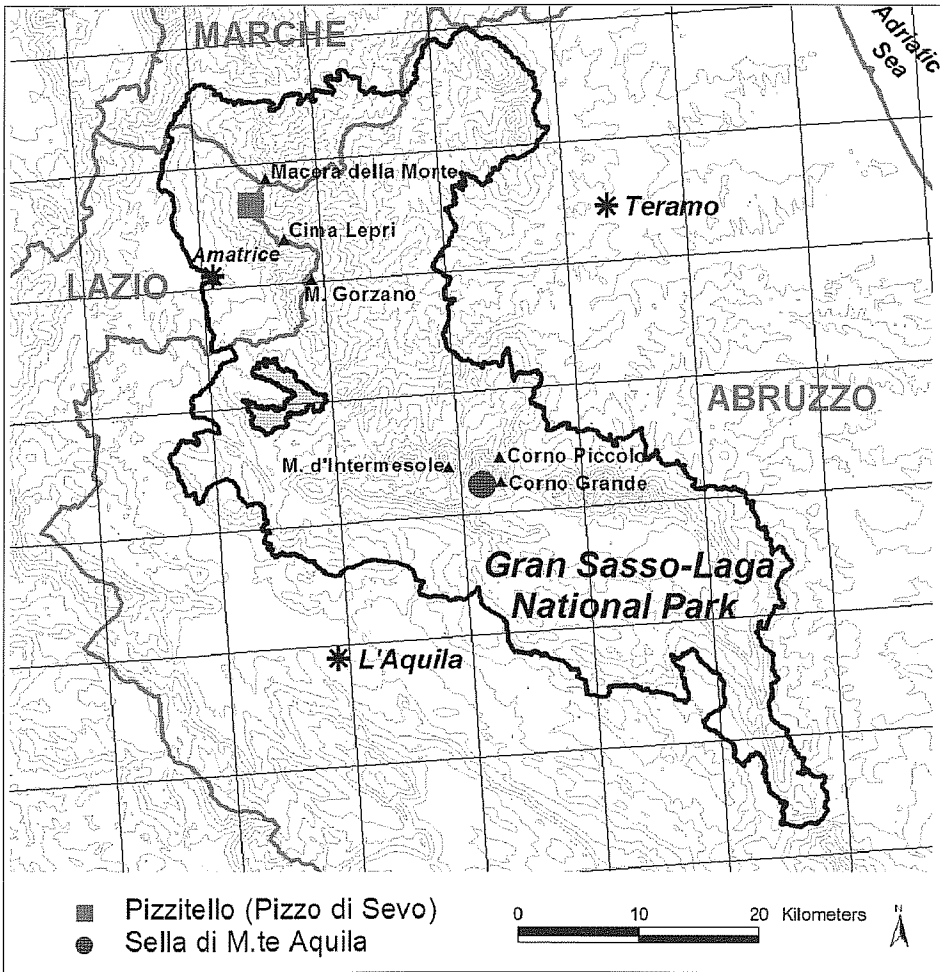 MARCHE
Adriatic
Sea
Macera della Morte
Teramo
Cima Lepri
Amatrice
LAZIO
M. Gorzano
ABRUZZO
Corno Piccolo
M. d'Intermesole
Corno Grande
Gran Sasso-Laga
National Park
L'Aquila
Pizzitello (Pizzo di Sevo)
Sella di M.te Aquila
0 10 20 Kilometers
N